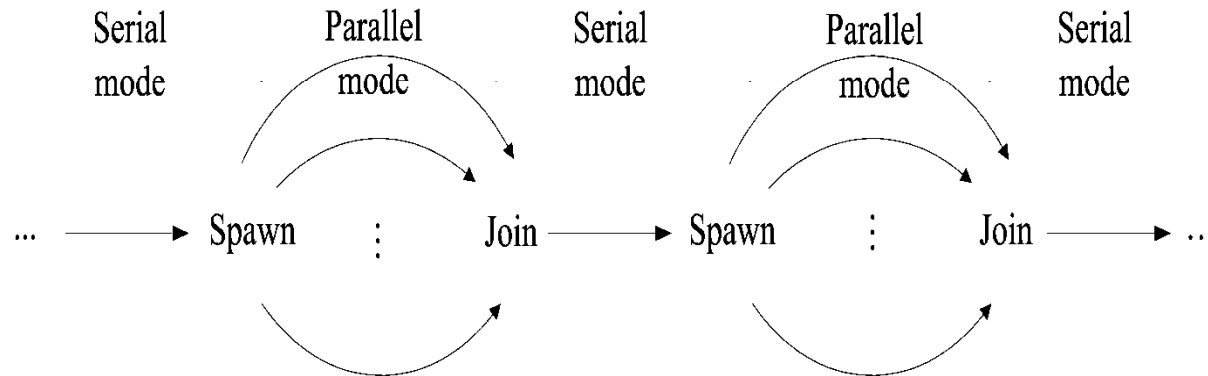 Serial Parallel Serial Parallel Serial
mode mode mode mode mode
... Spawn ⋮ Join Spawn ⋮ Join ..